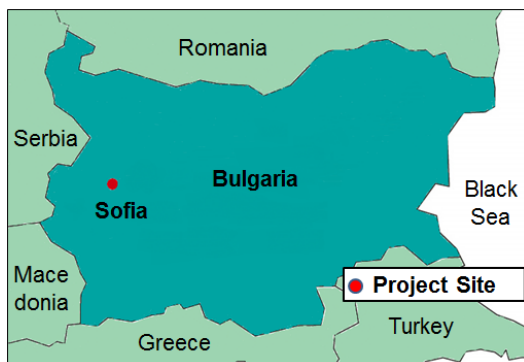 Romania
Serbia
Bulgaria
Sofia
Black
Sea
Mace
donia
Project Site
Greece
Turkey